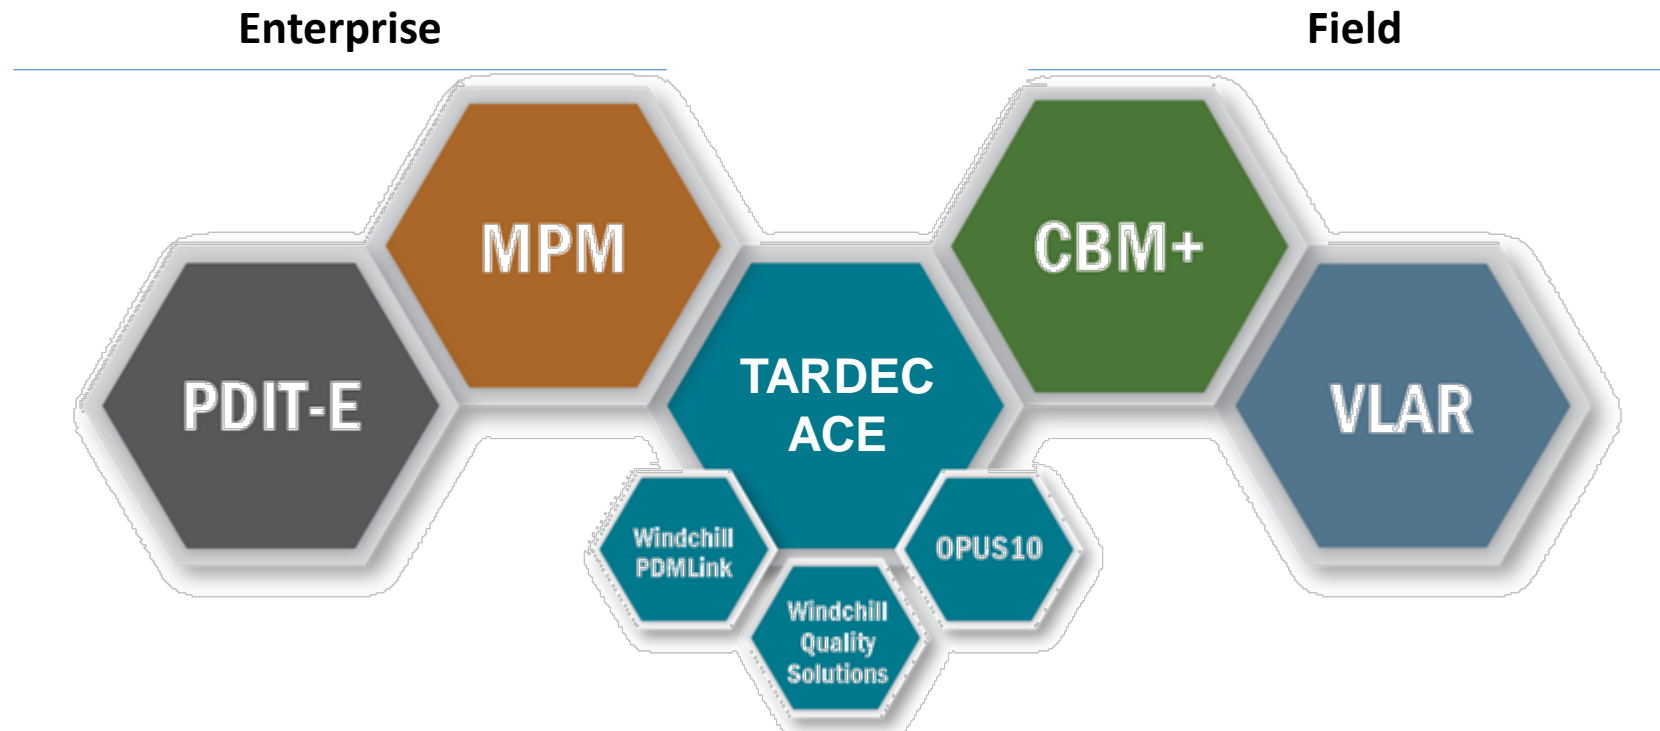 Enterprise
Field
MPM
CBM+
PDIT-E
TARDEC
ACE
VLAR
Windchill
PDMLink
OPUS10
Windchill
Quality
Solutions